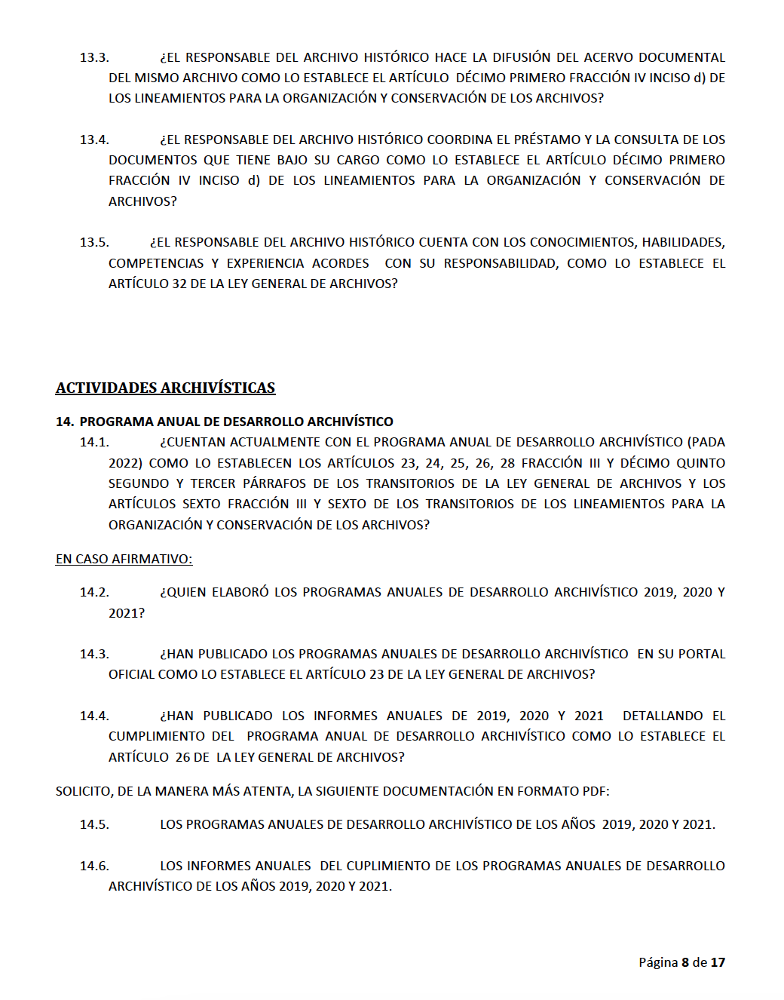 13.3. ¿EL RESPONSABLE DEL ARCHIVO HISTÓRICO HACE LA DIFUSIÓN DEL ACERVO DOCUMENTAL
DEL MISMO ARCHIVO COMO LO ESTABLECE EL ARTÍCULO DÉCIMO PRIMERO FRACCIÓN IV INCISO d) DE
LOS LINEAMIENTOS PARA LA ORGANIZACIÓN Y CONSERVACIÓN DE LOS ARCHIVOS?
13.4. ¿EL RESPONSABLE DEL ARCHIVO HISTÓRICO COORDINA EL PRÉSTAMO Y LA CONSULTA DE LOS
DOCUMENTOS QUE TIENE BAJO SU CARGO COMO LO ESTABLECE EL ARTÍCULO DÉCIMO PRIMERO
FRACCIÓN IV INCISO d) DE LOS LINEAMIENTOS PARA LA ORGANIZACIÓN Y CONSERVACIÓN DE
ARCHIVOS?
13.5. ¿EL RESPONSABLE DEL ARCHIVO HISTÓRICO CUENTA CON LOS CONOCIMIENTOS, HABILIDADES,
COMPETENCIAS Y EXPERIENCIA ACORDES CON SU RESPONSABILIDAD, COMO LO ESTABLECE EL
ARTÍCULO 32 DE LA LEY GENERAL DE ARCHIVOS?
ACTIVIDADES ARCHIVÍSTICAS
14. PROGRAMA ANUAL DE DESARROLLO ARCHIVÍSTICO
14.1. ¿CUENTAN ACTUALMENTE CON EL PROGRAMA ANUAL DE DESARROLLO ARCHIVÍSTICO (PADA
2022) COMO LO ESTABLECEN LOS ARTÍCULOS 23, 24, 25, 26, 28 FRACCIÓN III Y DÉCIMO QUINTO
SEGUNDO Y TERCER PÁRRAFOS DE LOS TRANSITORIOS DE LA LEY GENERAL DE ARCHIVOS Y LOS
ARTÍCULOS SEXTO FRACCIÓN III Y SEXTO DE LOS TRANSITORIOS DE LOS LINEAMIENTOS PARA LA
ORGANIZACIÓN Y CONSERVACIÓN DE LOS ARCHIVOS?
EN CASO AFIRMATIVO:
14.2. ¿QUIEN ELABORÓ LOS PROGRAMAS ANUALES DE DESARROLLO ARCHIVÍSTICO 2019, 2020 Y
2021?
14.3. ¿HAN PUBLICADO LOS PROGRAMAS ANUALES DE DESARROLLO ARCHIVÍSTICO EN SU PORTAL
OFICIAL COMO LO ESTABLECE EL ARTÍCULO 23 DE LA LEY GENERAL DE ARCHIVOS?
14.4. ¿HAN PUBLICADO LOS INFORMES ANUALES DE 2019, 2020 Y 2021 DETALLANDO EL
CUMPLIMIENTO DEL PROGRAMA ANUAL DE DESARROLLO ARCHIVÍSTICO COMO LO ESTABLECE EL
ARTÍCULO 26 DE LA LEY GENERAL DE ARCHIVOS?
SOLICITO, DE LA MANERA MÁS ATENTA, LA SIGUIENTE DOCUMENTACIÓN EN FORMATO PDF:
14.5. LOS PROGRAMAS ANUALES DE DESARROLLO ARCHIVÍSTICO DE LOS AÑOS 2019, 2020 Y 2021.
14.6. LOS INFORMES ANUALES DEL CUPLIMIENTO DE LOS PROGRAMAS ANUALES DE DESARROLLO
ARCHIVÍSTICO DE LOS AÑOS 2019, 2020 Y 2021.
Página 8 de 17